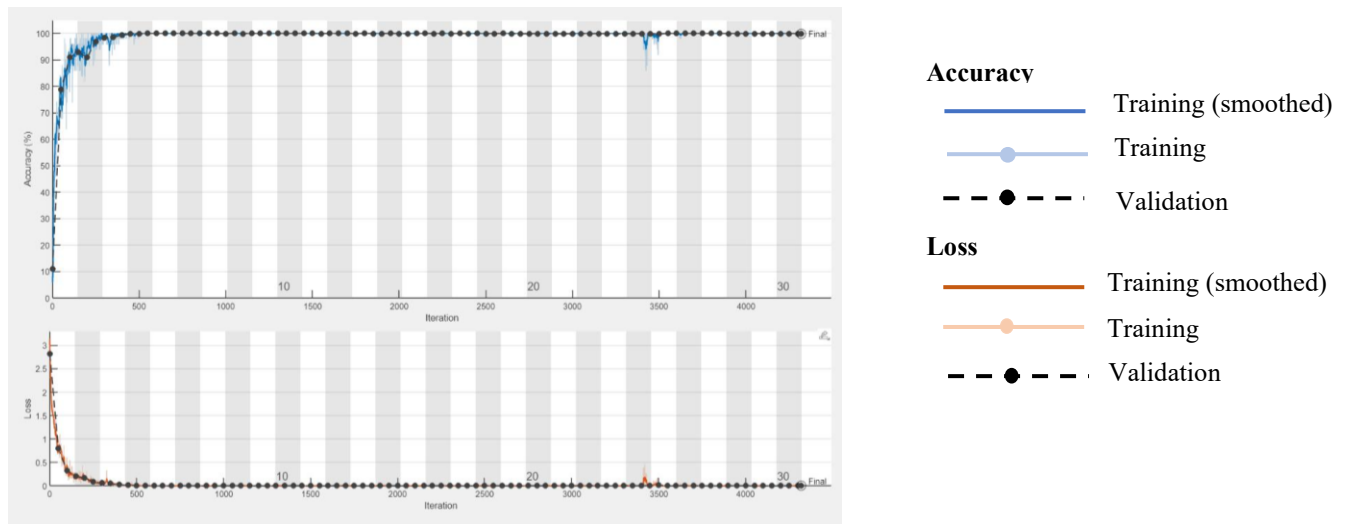 100
90
80
70
60
50
40
30
20
10
0
Accuracy (%)
Final
10
20
30
500
1000
1500
2000
2500
3000
3500
4000
Iteration
3
2.5
2
1.5
1
0.5
0
Loss
10
20
30
Final
0
500
1000
1500
2000
2500
3000
3500
4000
Iteration
Accuracy
Training (smoothed)
Training
Validation
Loss
Training (smoothed)
Training
Validation